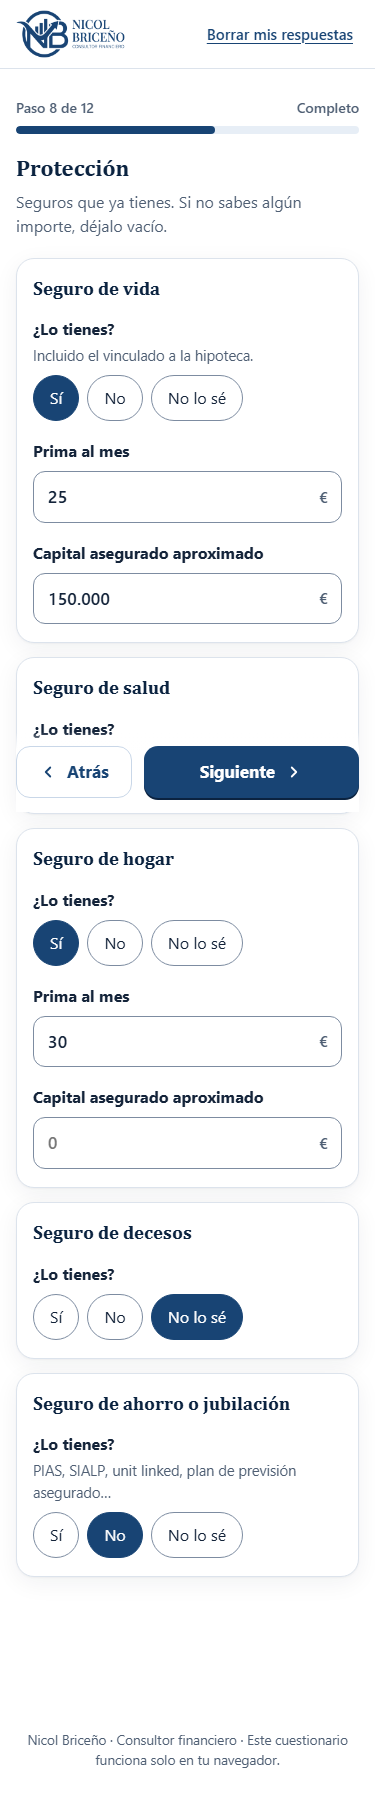 NICOL
BRICEÑO
CONSULTOR FINANCIERO
Borrar mis respuestas
Paso 8 de 12
Completo
Protección
Seguros que ya tienes. Si no sabes algún
importe, déjalo vacío.
Seguro de vida
¿Lo tienes?
Incluido el vinculado a la hipoteca.
Sí No No lo sé
Prima al mes
25 €
Capital asegurado aproximado
150.000 €
Seguro de salud
¿Lo tienes?
Atrás Siguiente
Seguro de hogar
¿Lo tienes?
Sí No No lo sé
Prima al mes
30 €
Capital asegurado aproximado
0 €
Seguro de decesos
¿Lo tienes?
Sí No No lo sé
Seguro de ahorro o jubilación
¿Lo tienes?
PIAS, SIALP, unit linked, plan de previsión
asegurado...
Sí No No lo sé
Nicol Briceño · Consultor financiero · Este cuestionario
funciona solo en tu navegador.